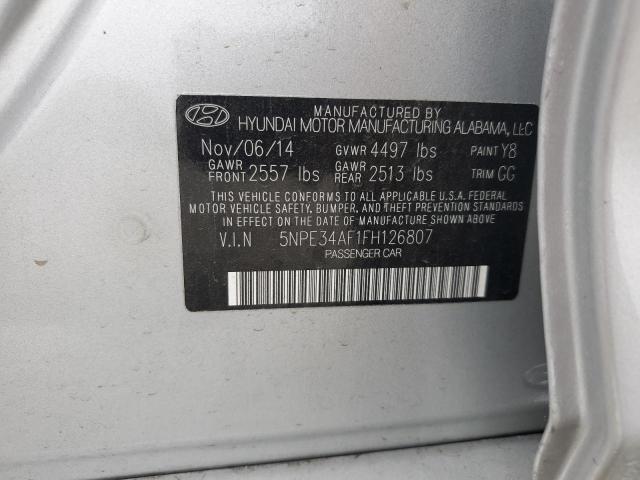 MANUFACTURED BY
HYUNDAI MOTOR MANUFACTURING ALABAMA, LLC
Nov/06/14 GVWR 4497 lbs PAINT Y8
GAWR FRONT 2557 lbs GAWR REAR 2513 lbs TRIM GG
THIS VEHICLE CONFORMS TO ALL APPLICABLE U.S.A. FEDERAL
MOTOR VEHICLE SAFETY, BUMPER, AND THEFT PREVENTION
STANDARDS IN EFFECT ON THE DATE OF MANUFACTURE SHOWN ABOVE.
V.I.N 5NPE34AF1FH126807
PASSENGER CAR